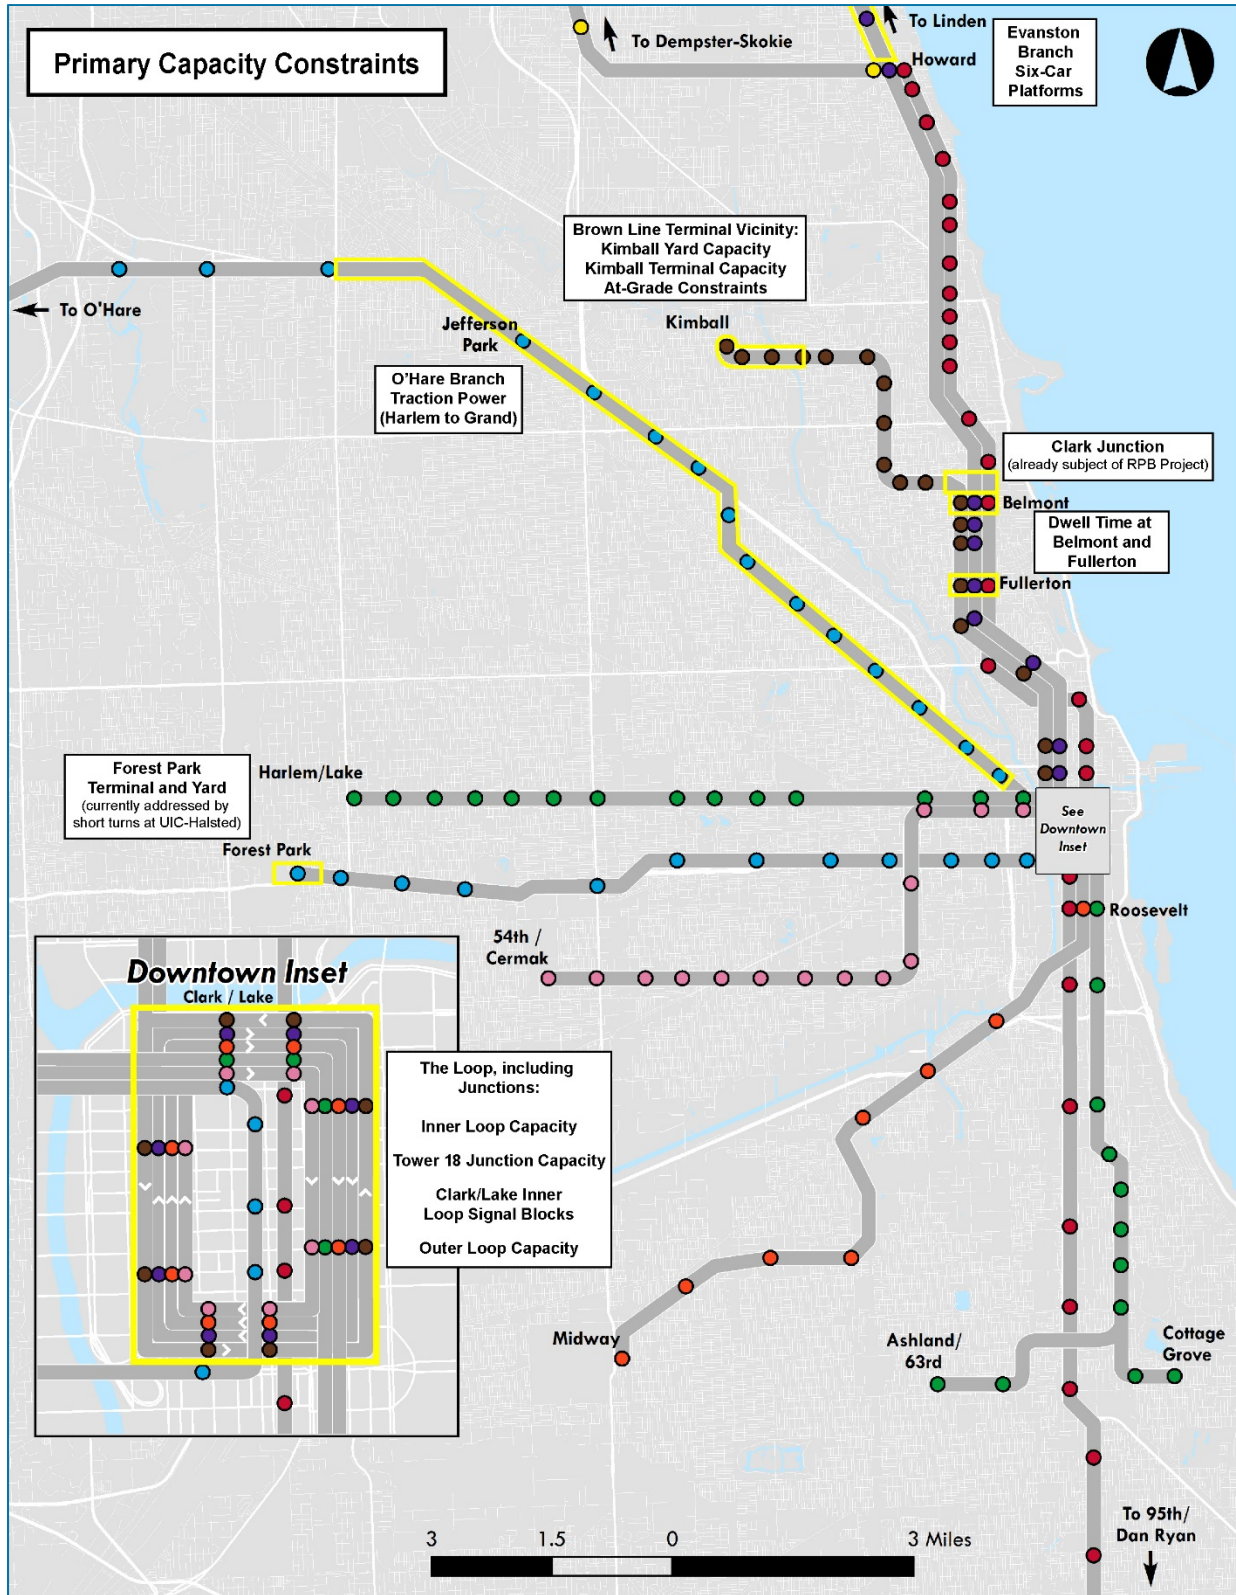 Primary Capacity Constraints
To Linden
To Dempster-Skokie
Howard
Evanston
Branch
Six-Car
Platforms
Brown Line Terminal Vicinity:
Kimball Yard Capacity
Kimball Terminal Capacity
At-Grade Constraints
To O'Hare
Jefferson
Park
Kimball
O'Hare Branch
Traction Power
(Harlem to Grand)
Clark Junction
(already subject of RPB Project)
Belmont
Dwell Time at
Belmont and
Fullerton
Fullerton
Forest Park
Terminal and Yard
(currently addressed by
short turns at UIC-Halsted)
Harlem/Lake
See
Downtown
Inset
Forest Park
Roosevelt
54th /
Cermak
Downtown Inset
Clark / Lake
The Loop, including
Junctions:
Inner Loop Capacity
Tower 18 Junction Capacity
Clark/Lake Inner
Loop Signal Blocks
Outer Loop Capacity
Midway
Ashland/
63rd
Cottage
Grove
To 95th/
Dan Ryan
3 1.5 0 3 Miles